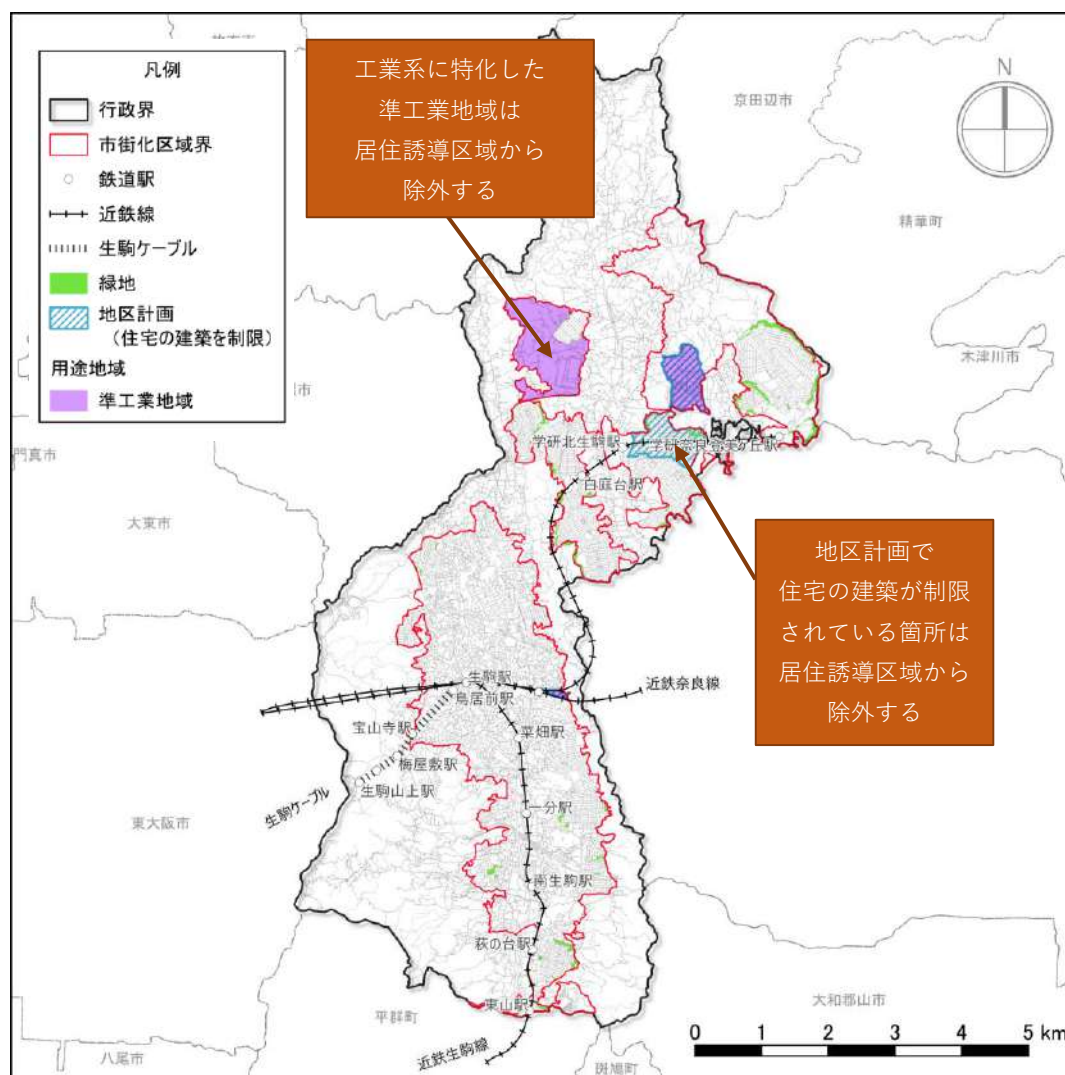 凡例
行政界
市街化区域界
鉄道駅
近鉄線
生駒ケーブル
緑地
地区計画
(住宅の建築を制限)
用途地域
準工業地域
工業系に特化した
準工業地域は
居住誘導区域から
除外する
N
京田辺市
精華町
木津川市
門真市
大東市
学研北生駒駅
学研奈良登美ヶ丘駅
白庭台駅
地区計画で
住宅の建築が制限
されている箇所は
居住誘導区域から
除外する
生駒駅
鳥居前駅
近鉄奈良線
宝山寺駅
菜畑駅
梅屋敷駅
生駒山上駅
生駒ケーブル
一分駅
東大阪市
南生駒駅
萩の台駅
東山駅
大和郡山市
平群町
近鉄生駒線
八尾市
斑鳩町
0 1 2 3 4 5 km